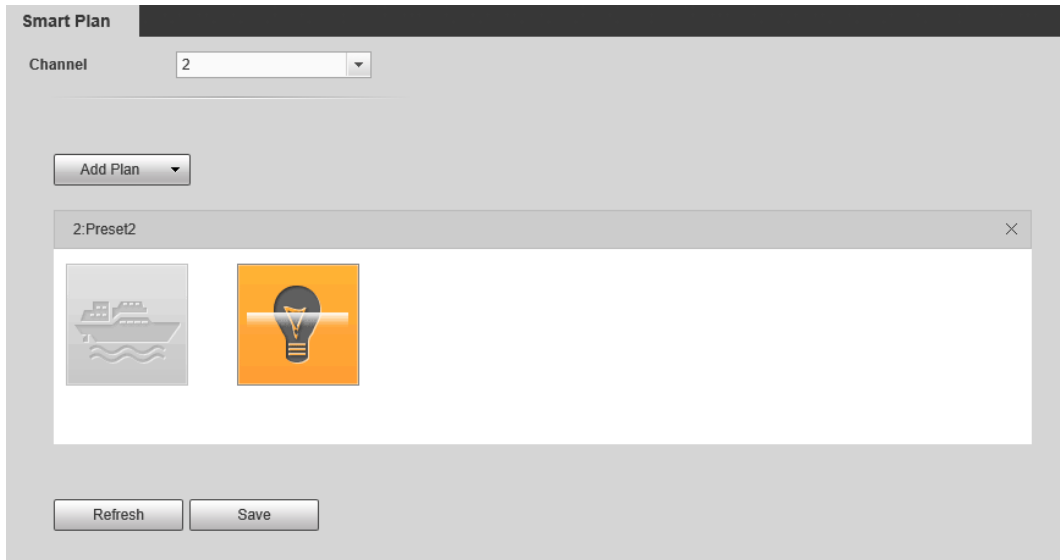 Smart Plan
Channel 2
Add Plan
2:Preset2
Refresh Save